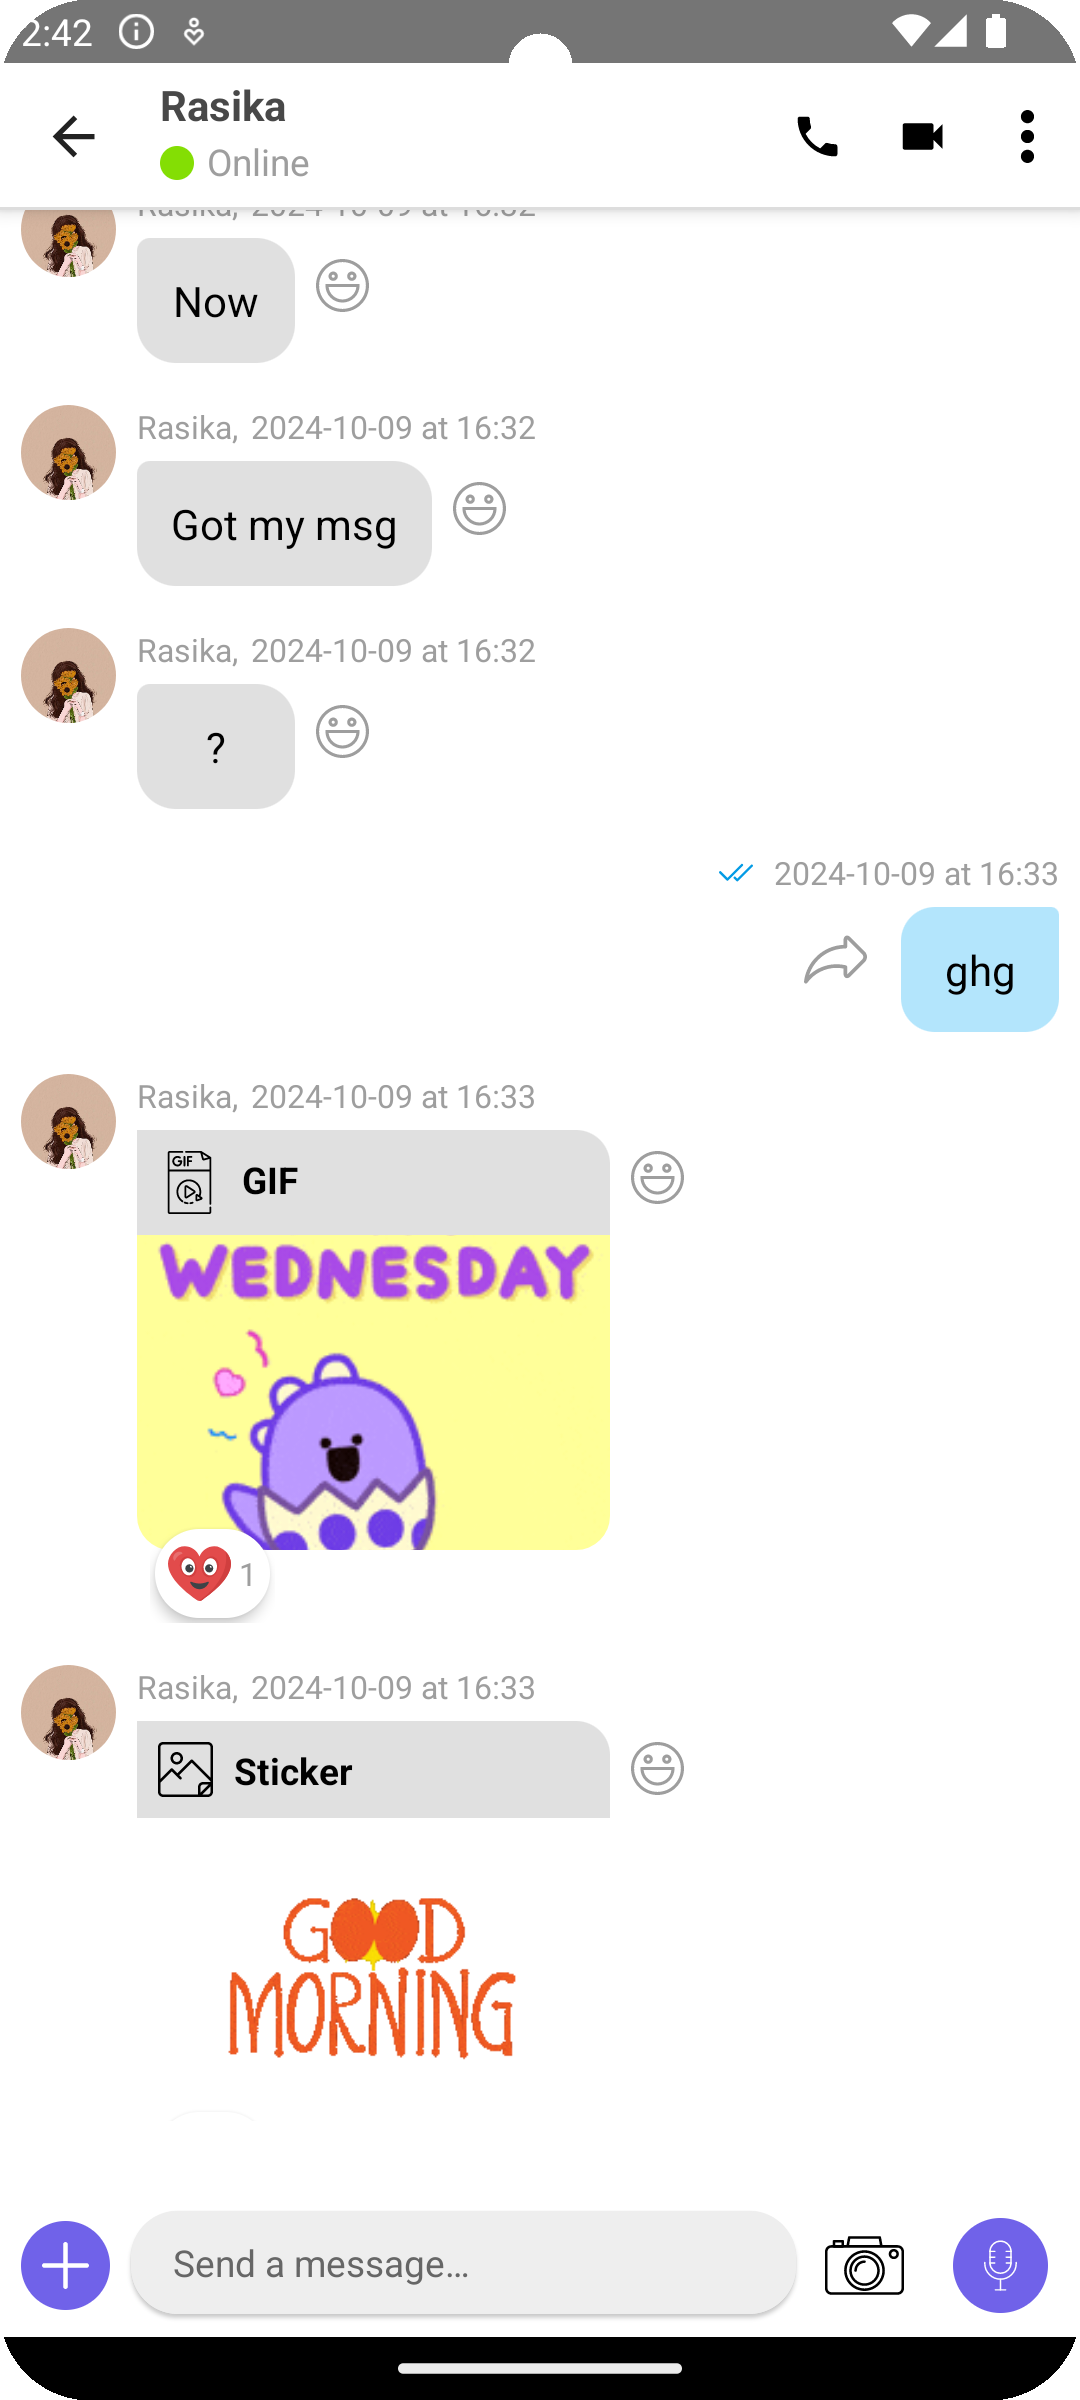 2:42
Rasika
Online
Rasika, 2024-10-09 at 16:32
Now
Rasika, 2024-10-09 at 16:32
Got my msg
Rasika, 2024-10-09 at 16:32
?
2024-10-09 at 16:33
ghg
Rasika, 2024-10-09 at 16:33
GIF
GIF
WEDNESDAY
1
Rasika, 2024-10-09 at 16:33
Sticker
GOOD
MORNING
Send a message...